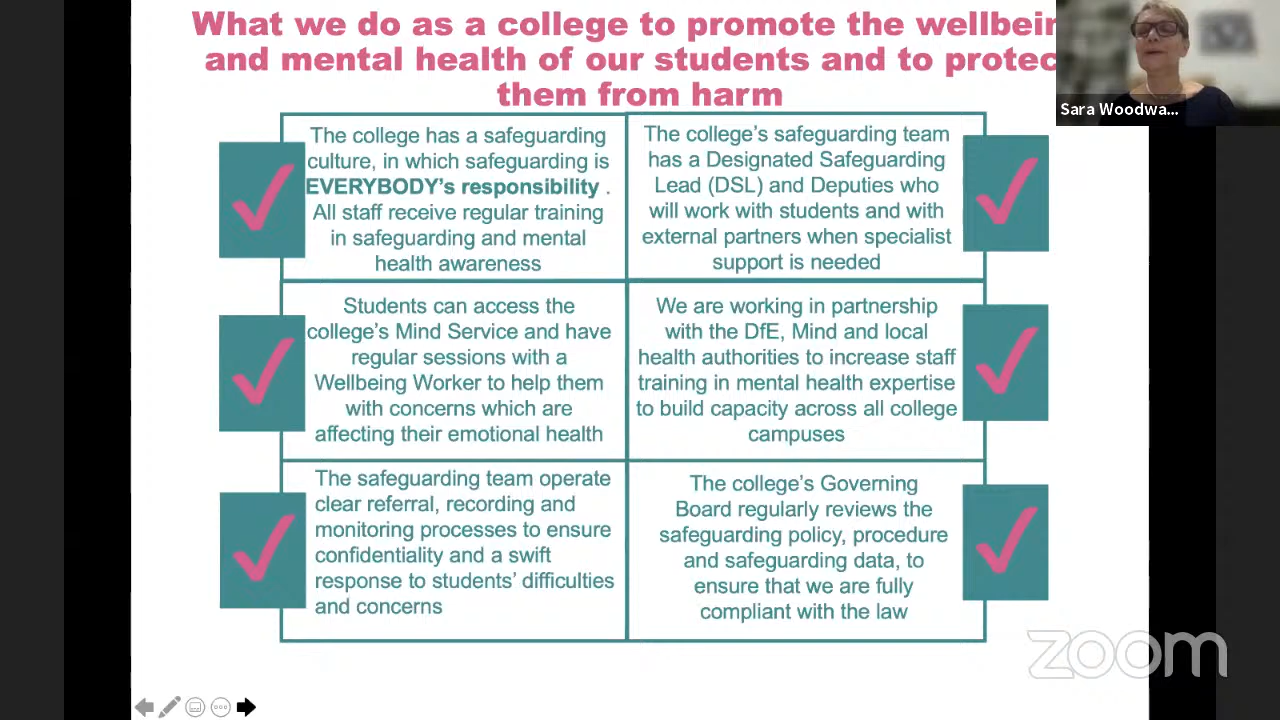 What we do as a college to promote the wellbein
and mental health of our students and to protec
them from harm
Sara Woodwa...
The college has a safeguarding
culture, in which safeguarding is
EVERYBODY's responsibility .
All staff receive regular training
in safeguarding and mental
health awareness
The college's safeguarding team
has a Designated Safeguarding
Lead (DSL) and Deputies who
will work with students and with
external partners when specialist
support is needed
Students can access the
college's Mind Service and have
regular sessions with a
Wellbeing Worker to help them
with concerns which are
affecting their emotional health
We are working in partnership
with the DfE, Mind and local
health authorities to increase staff
training in mental health expertise
to build capacity across all college
campuses
The safeguarding team operate
clear referral, recording and
monitoring processes to ensure
confidentiality and a swift
response to students' difficulties
and concerns
The college's Governing
Board regularly reviews the
safeguarding policy, procedure
and safeguarding data, to
ensure that we are fully
compliant with the law
zoom